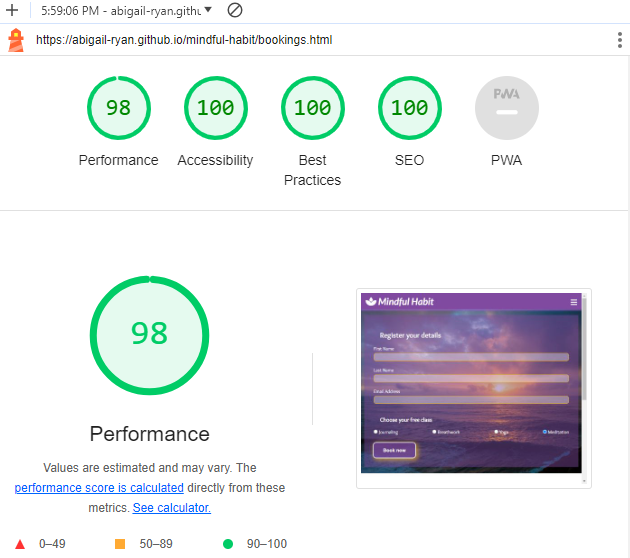 5:59:06 PM - abigail-ryan.githu
https://abigail-ryan.github.io/mindful-habit/bookings.html
98 100 100 100 PWA
Performance Accessibility Best Practices SEO PWA
98
Mindful Habit
Register your details
First Name
Last Name
Email Address
Choose your free class
Journaling Breathwork Yoga Meditation
Book now
Performance
Values are estimated and may vary. The
performance score is calculated directly from these
metrics. See calculator.
0–49 50–89 90–100